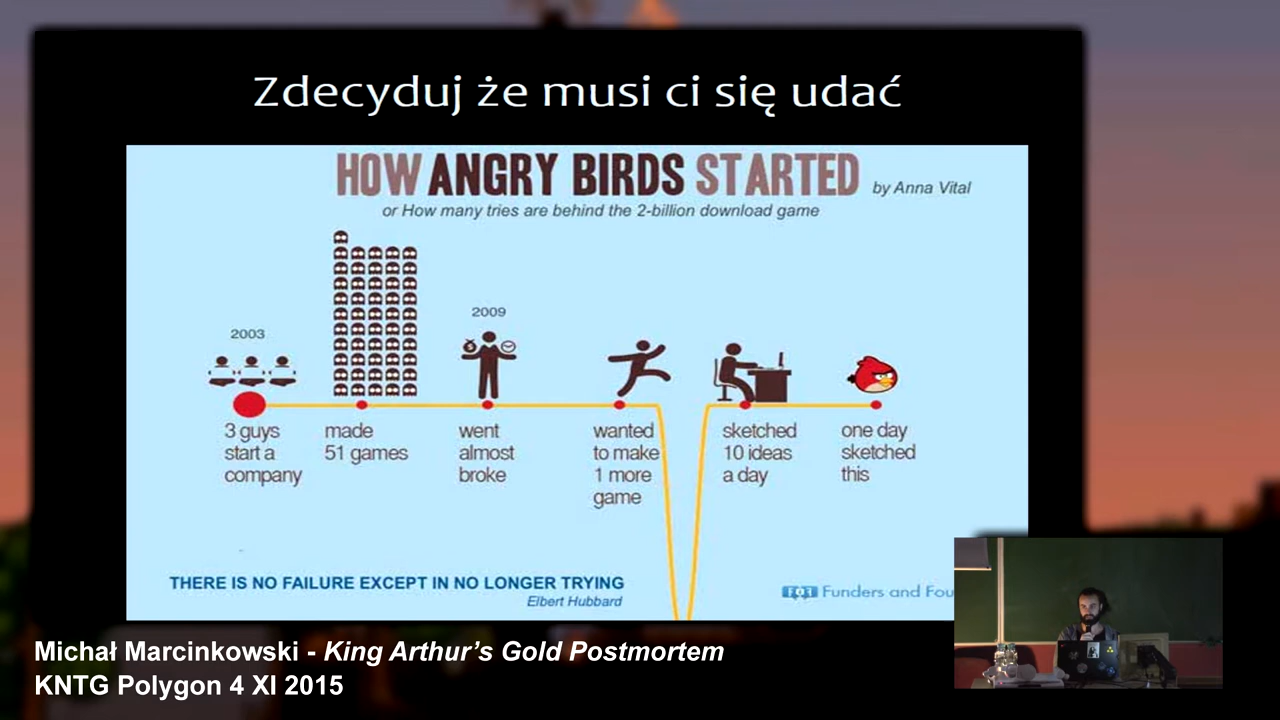 Zdecyduj że musi ci się udać
HOW ANGRY BIRDS STARTED by Anna Vital
or How many tries are behind the 2-billion download game
2003
2009
3 guys
start a
company
made
51 games
went
almost
broke
wanted
to make
1 more
game
sketched
10 ideas
a day
one day
sketched
this
THERE IS NO FAILURE EXCEPT IN NO LONGER TRYING
Elbert Hubbard
Funders and Fou
Michał Marcinkowski - King Arthur's Gold Postmortem
KNTG Polygon 4 XI 2015